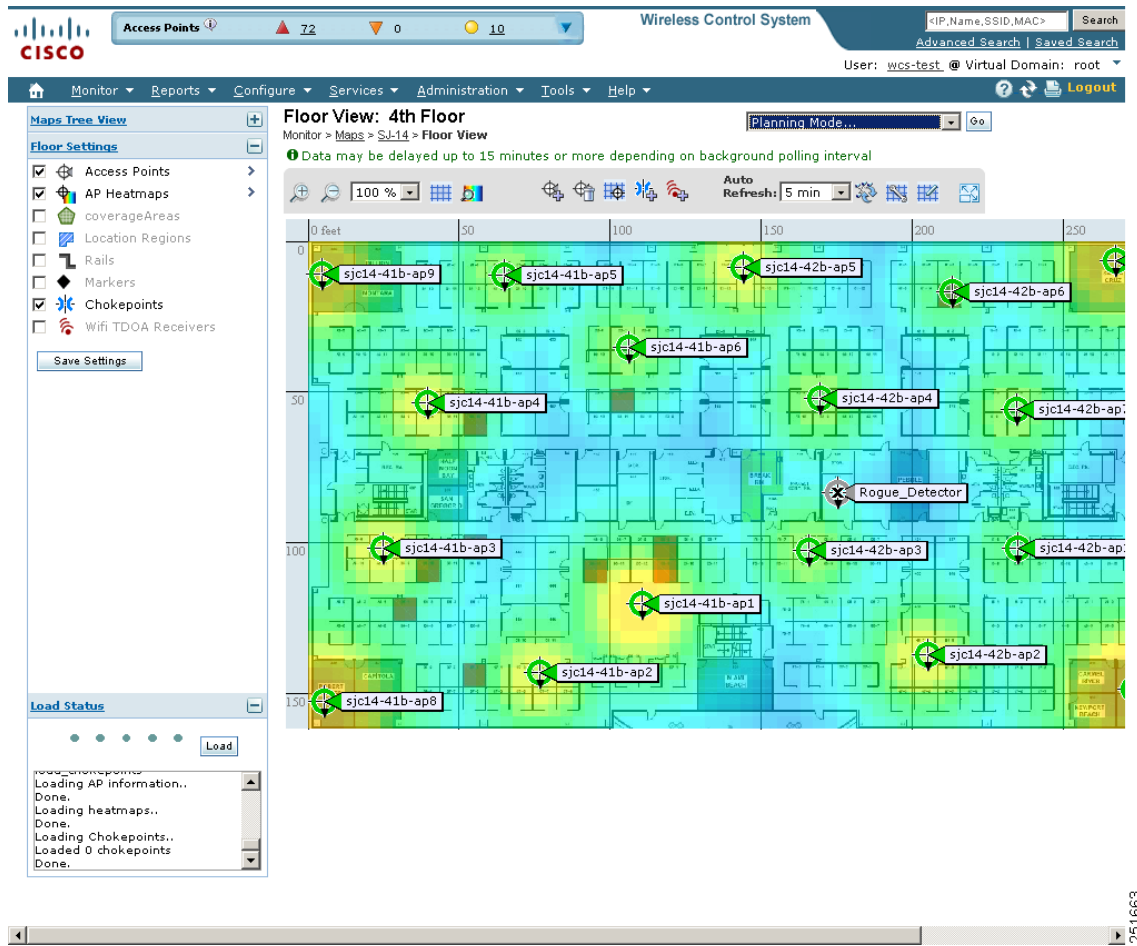 CISCO
Access Points 72 0 10
Wireless Control System
<IP,Name,SSID,MAC> Search
Advanced Search | Saved Search
User: wcs-test @ Virtual Domain: root
Monitor Reports Configure Services Administration Tools Help Logout
Maps Tree View
Floor Settings
Access Points
AP Heatmaps
coverageAreas
Location Regions
Rails
Markers
Chokepoints
Wifi TDOA Receivers
Save Settings
Floor View: 4th Floor
Monitor > Maps > SJ-14 > Floor View
Planning Mode... Go
Data may be delayed up to 15 minutes or more depending on background polling interval
100 %
Auto
Refresh: 5 min
0 feet 50 100 150 200 250
0
sjc14-41b-ap9
sjc14-41b-ap5
sjc14-42b-ap5
sjc14-42b-ap6
sjc14-41b-ap6
50
sjc14-41b-ap4
sjc14-42b-ap4
sjc14-42b-ap7
Rogue_Detector
100
sjc14-41b-ap3
sjc14-42b-ap3
sjc14-41b-ap1
sjc14-41b-ap2
sjc14-42b-ap2
CAPITOLA
150
sjc14-41b-ap8
Load Status
Load
load_chokepoints
Loading AP information..
Done.
Loading heatmaps..
Done.
Loading Chokepoints..
Loaded 0 chokepoints
Done.
251663